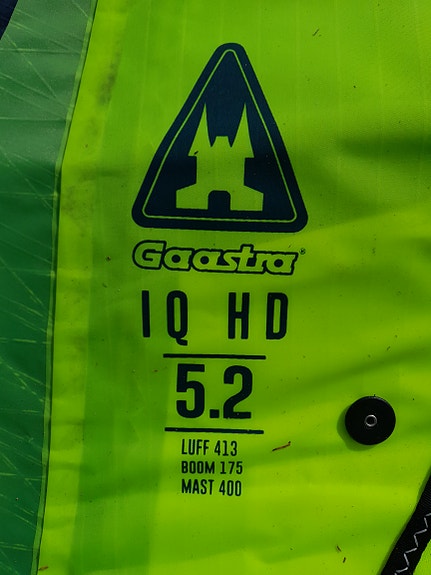 Gaastra®
IQ HD
5.2
LUFF 413
BOOM 175
MAST 400